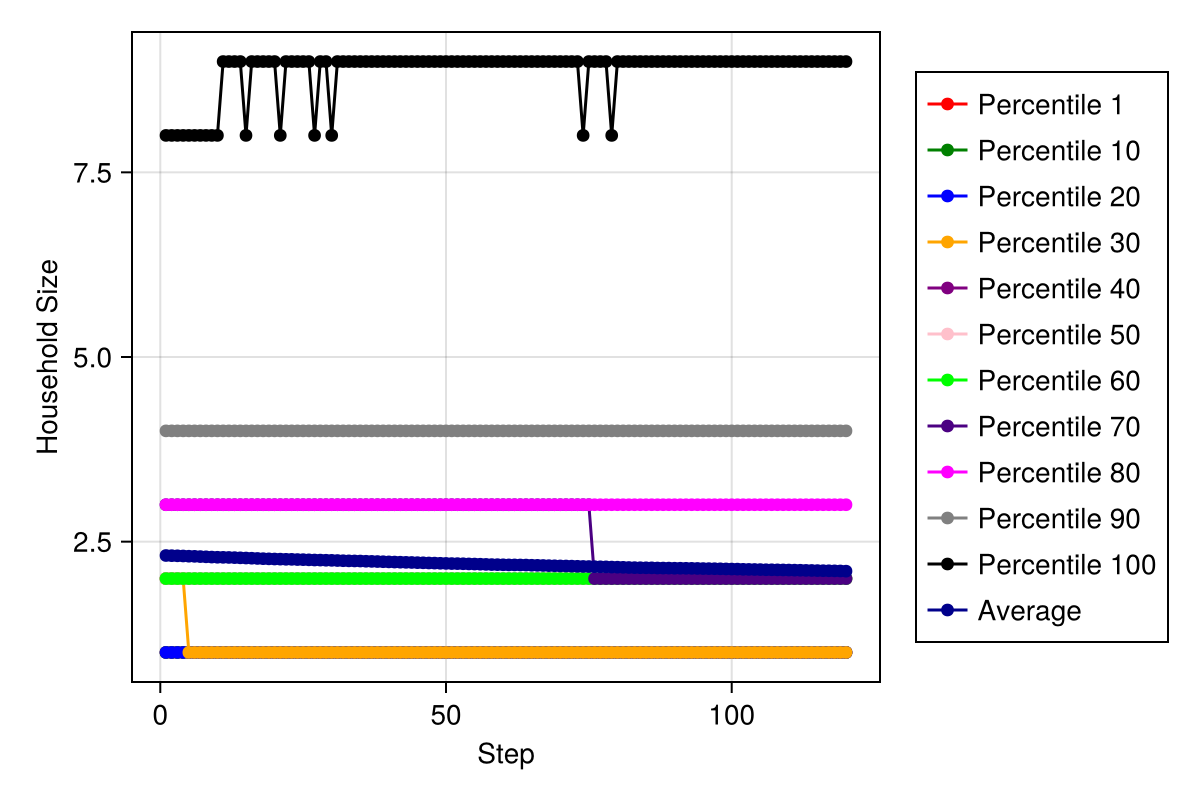 7.5
5.0
2.5
Household Size
0
50
100
Step
Percentile 1
Percentile 10
Percentile 20
Percentile 30
Percentile 40
Percentile 50
Percentile 60
Percentile 70
Percentile 80
Percentile 90
Percentile 100
Average